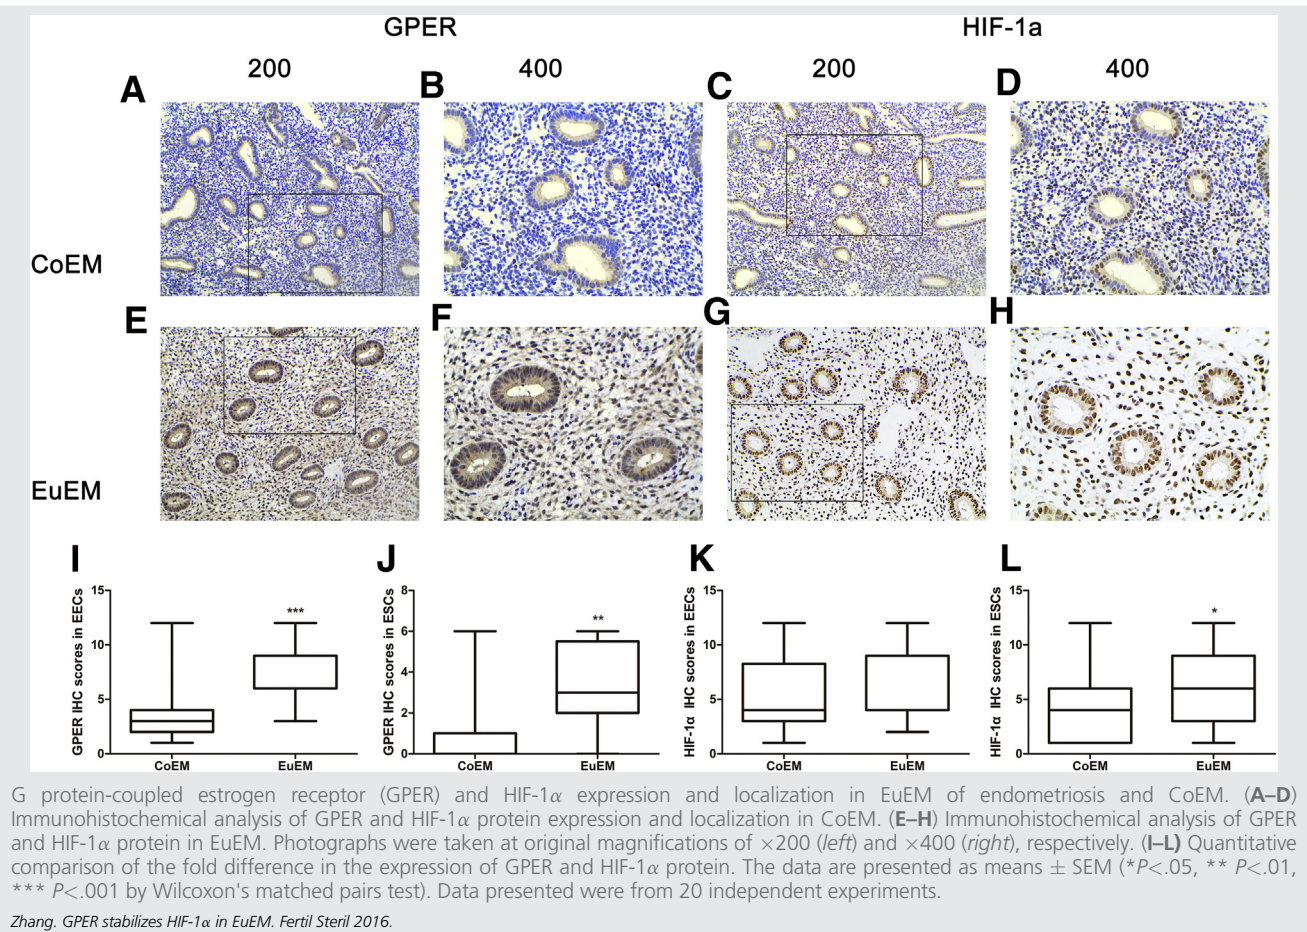 GPER HIF-1a
200 400 200 400
A B C D
CoEM
E F G H
EuEM
I J K L
GPER IHC scores in EECs
15
10
5
0
***
CoEM EuEM
GPER IHC scores in ESCs
8
6
4
2
0
**
CoEM EuEM
HIF-1α IHC scores in EECs
15
10
5
0
CoEM EuEM
HIF-1α IHC scores in ESCs
15
10
5
0
*
CoEM EuEM
G protein-coupled estrogen receptor (GPER) and HIF-1α expression and localization in EuEM of endometriosis and CoEM. (A–D)
Immunohistochemical analysis of GPER and HIF-1α protein expression and localization in CoEM. (E–H) Immunohistochemical analysis of GPER
and HIF-1α protein in EuEM. Photographs were taken at original magnifications of ×200 (left) and ×400 (right), respectively. (I–L) Quantitative
comparison of the fold difference in the expression of GPER and HIF-1α protein. The data are presented as means ± SEM (*P<.05, ** P<.01,
*** P<.001 by Wilcoxon's matched pairs test). Data presented were from 20 independent experiments.
Zhang. GPER stabilizes HIF-1α in EuEM. Fertil Steril 2016.